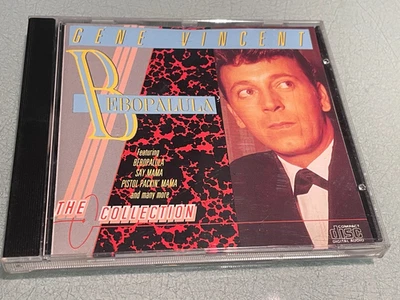 GENE VINCENT
BEBOPALULA
Featuring
BEBOPALULA
SAY MAMA
PISTOL PACKIN' MAMA
and many more
THE COLLECTION
COMPACT
disc
DIGITAL AUDIO